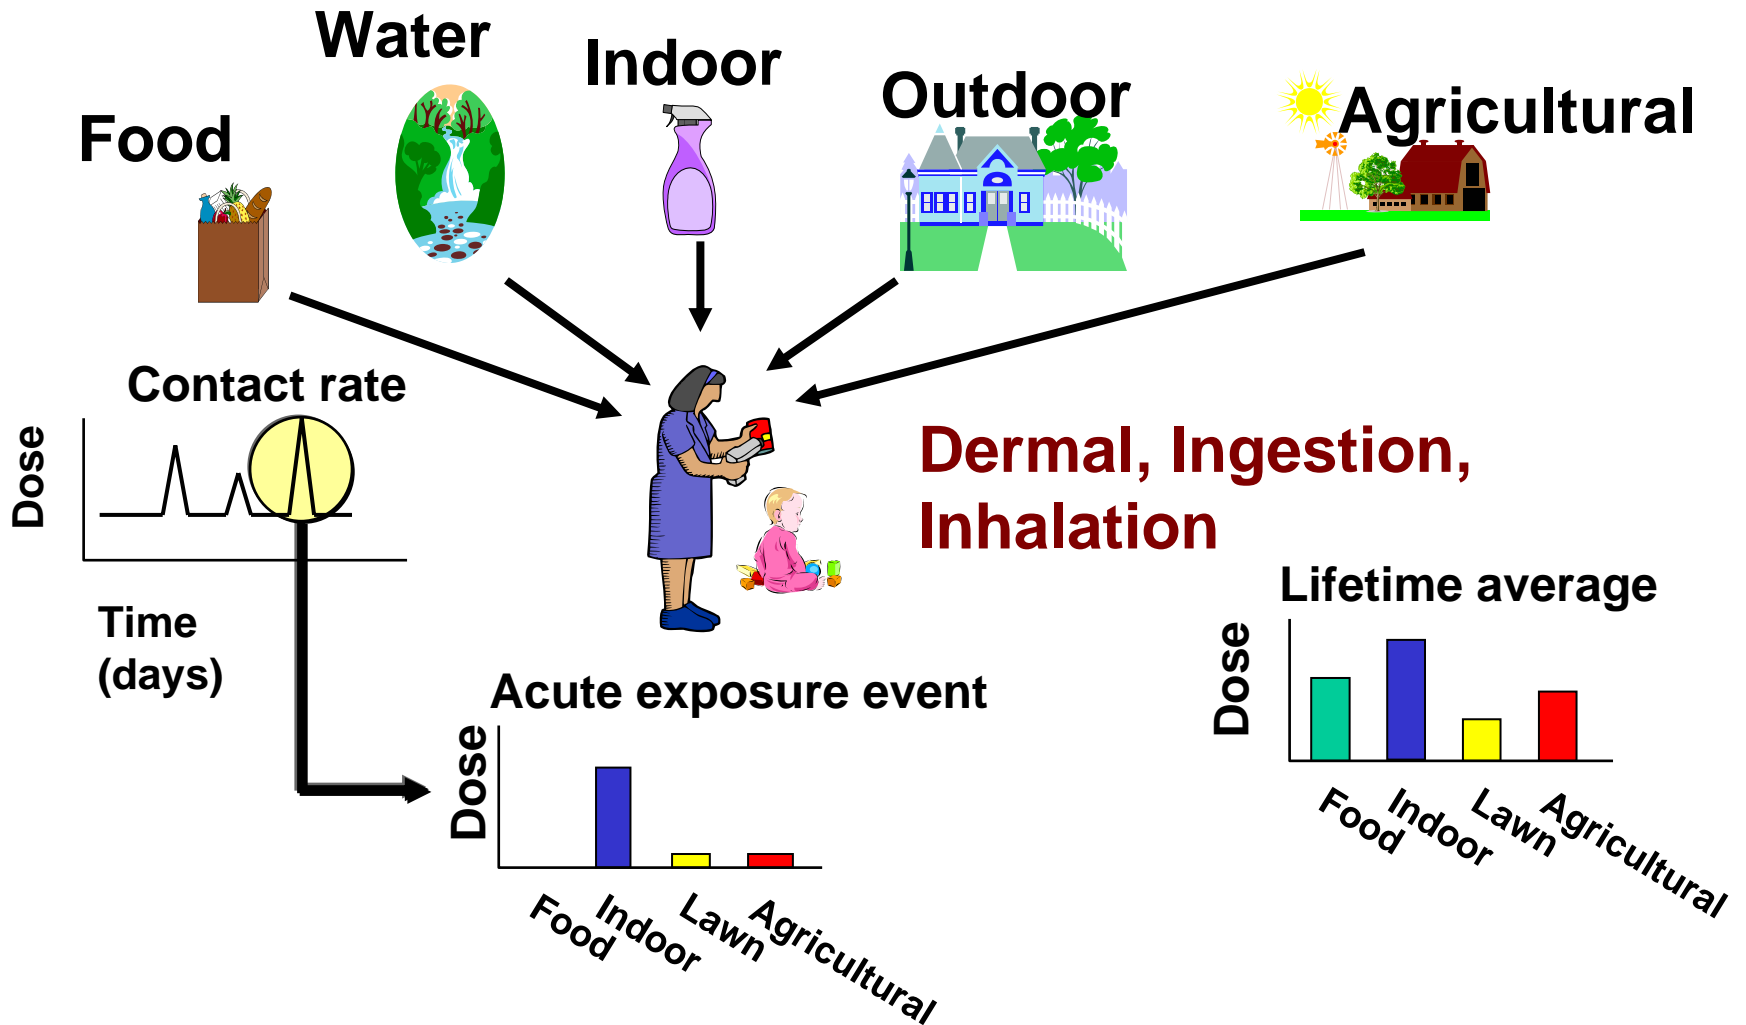 Water
Indoor
Outdoor
Agricultural
Food
Contact rate
Dose
Time
(days)
Dermal, Ingestion,
Inhalation
Lifetime average
Dose
Food
Indoor
Lawn
Agricultural
Acute exposure event
Dose
Food
Indoor
Lawn
Agricultural